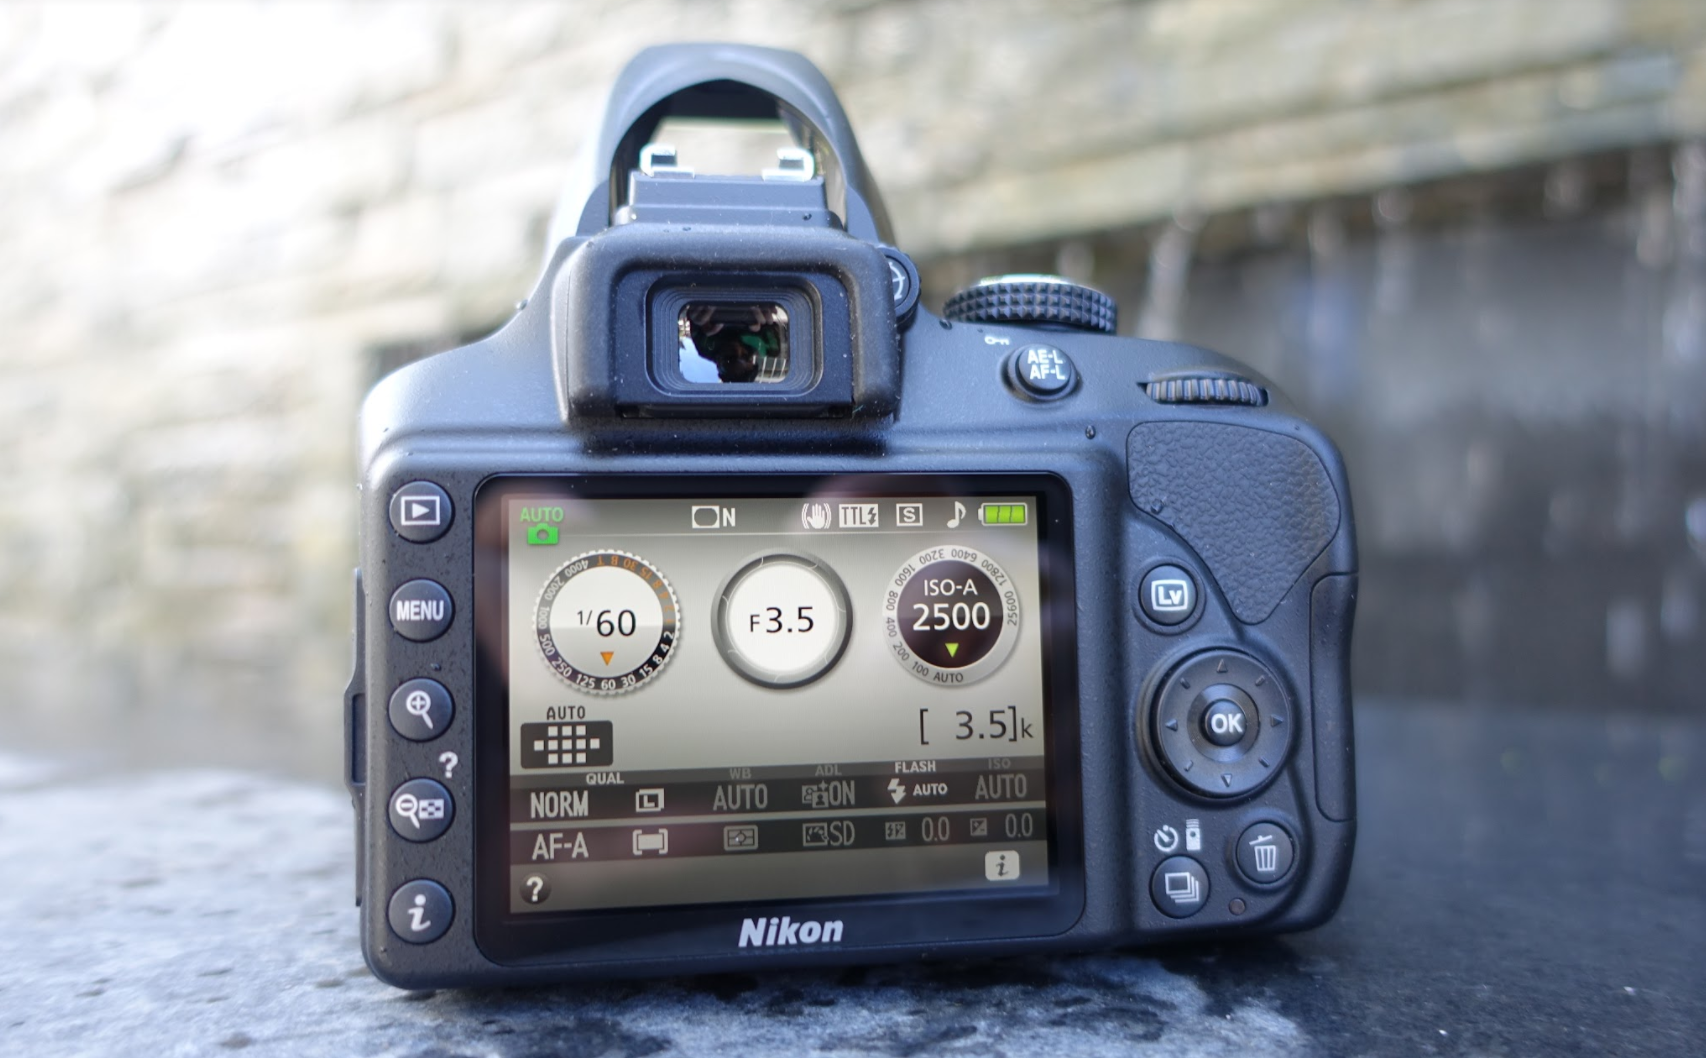 AE-L
AF-L
AUTO
N
TTL
S
1/60
4000
2000
1000
500
250
125
60
30
15
8
4
2
F3.5
ISO-A
2500
100
200
400
800
1600
3200
6400
12800
25600
AUTO
MENU
Lv
AUTO
[ 3.5]k
OK
?
QUAL
WB
ADL
FLASH
ISO
NORM
L
AUTO
ON
AUTO
AUTO
AF-A
SD
0.0
0.0
?
i
i
Nikon